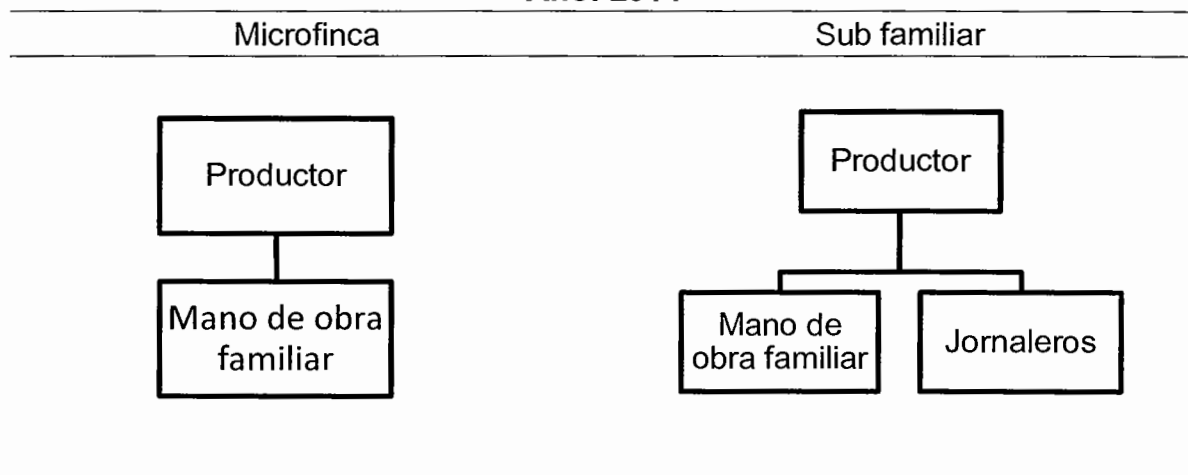 Microfinca Sub familiar
Productor
Mano de obra
familiar
Productor
Mano de
obra familiar
Jornaleros